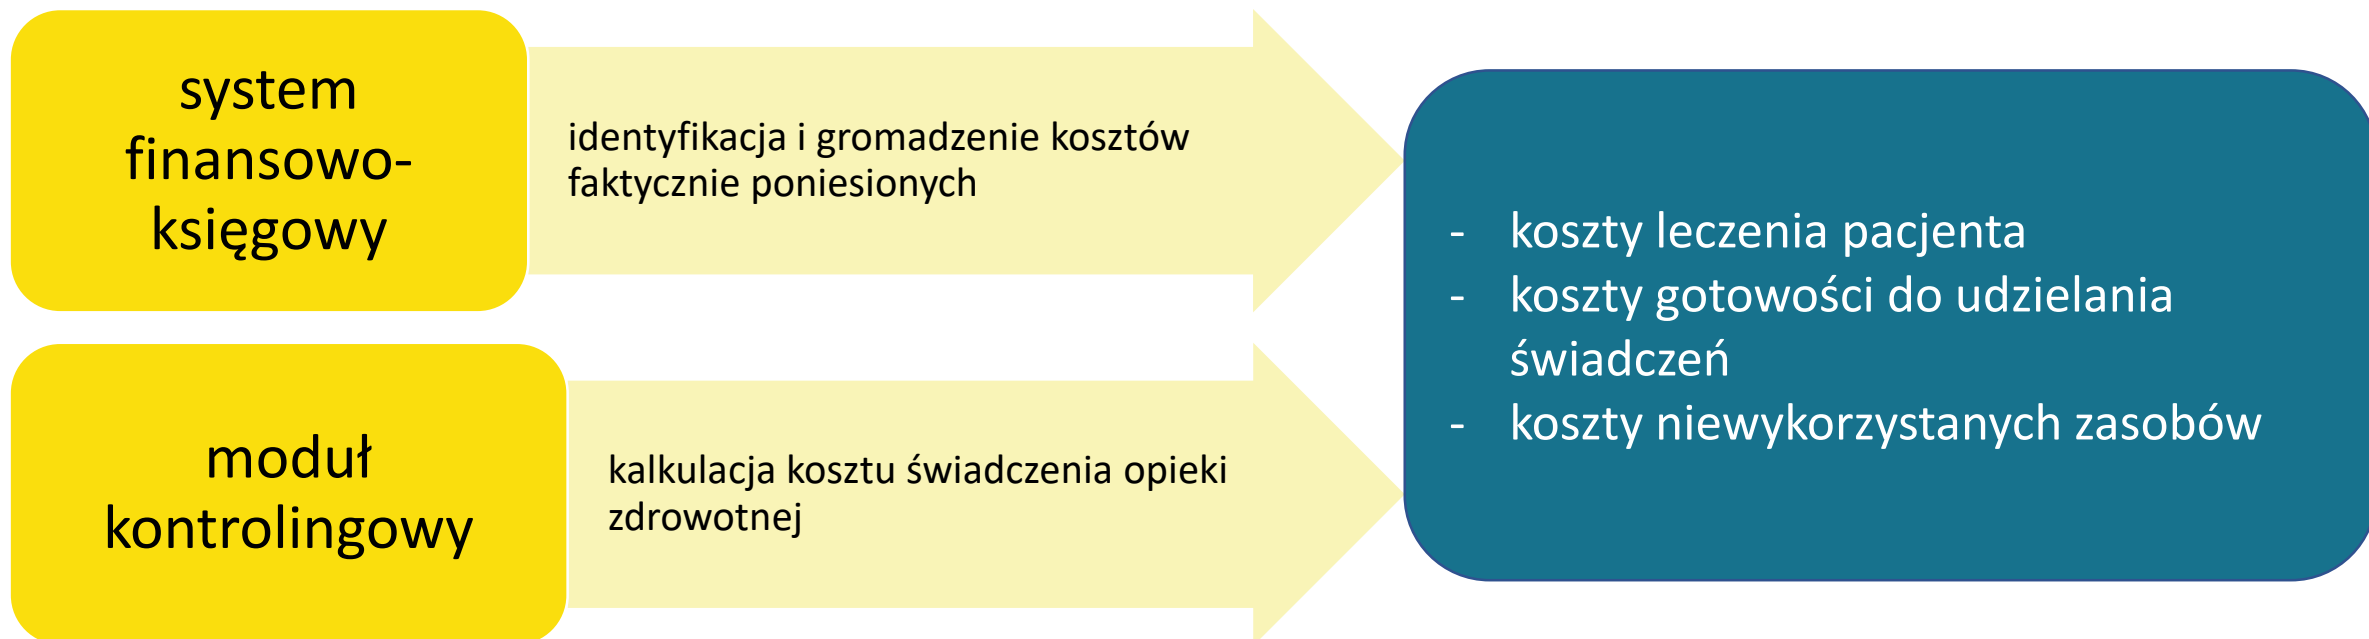 system
finansowo-
księgowy
identyfikacja i gromadzenie kosztów
faktycznie poniesionych
moduł
kontrolingowy
kalkulacja kosztu świadczenia opieki
zdrowotnej
- koszty leczenia pacjenta
- koszty gotowości do udzielania
świadczeń
- koszty niewykorzystanych zasobów